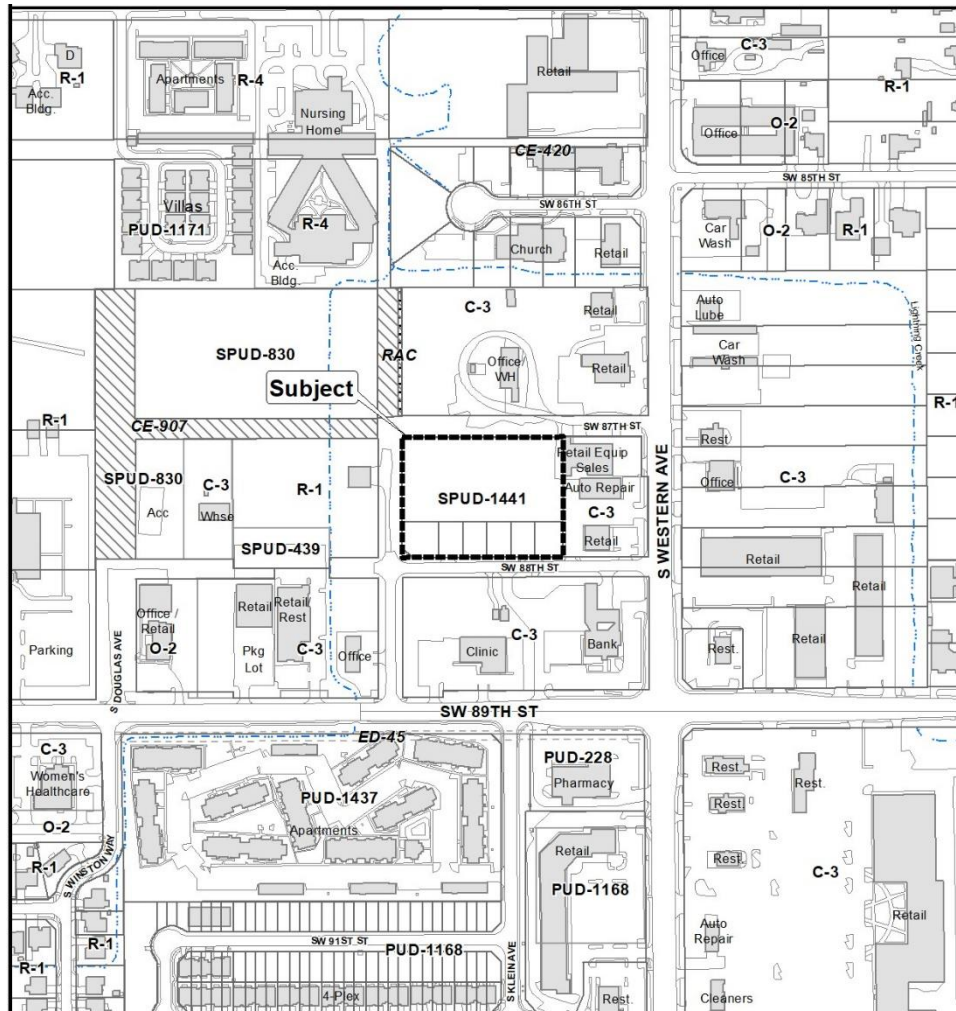 D
R-1
Acc.
Bldg.
Apartments
R-4
Nursing
Home
Retail
Office
C-3
R-1
Office
O-2
CE-420
SW 85TH ST
Villas
PUD-1171
R-4
Acc.
Bldg.
SW 86TH ST
Church
Retail
Car
Wash
O-2
R-1
C-3
Retail
Auto
Lube
Car
Wash
Lightning Creek
SPUD-830
RAC
Office/
WH
Retail
Subject
R-1
CE-907
SW 87TH ST
Rest
R-1
SPUD-830
Acc
C-3
Whse
R-1
SPUD-439
SPUD-1441
Retail Equip
Sales
Auto Repair
C-3
Retail
Office
C-3
S WESTERN AVE
SW 88TH ST
Retail
Retail
Parking
S DOUGLAS AVE
Office /
Retail
O-2
Retail
Pkg
Lot
Retail/
Rest
C-3
Office
Clinic
C-3
Bank
Rest.
Retail
SW 89TH ST
ED-45
C-3
Women's
Healthcare
O-2
R-1
S WINSTON WAY
PUD-1437
Apartments
PUD-228
Pharmacy
Rest.
Rest.
Rest.
Rest.
C-3
Retail
PUD-1168
Retail
R-1
R-1
SW 91ST ST
PUD-1168
S KLEIN AVE
Auto
Repair
4-Plex
Rest.
Cleaners